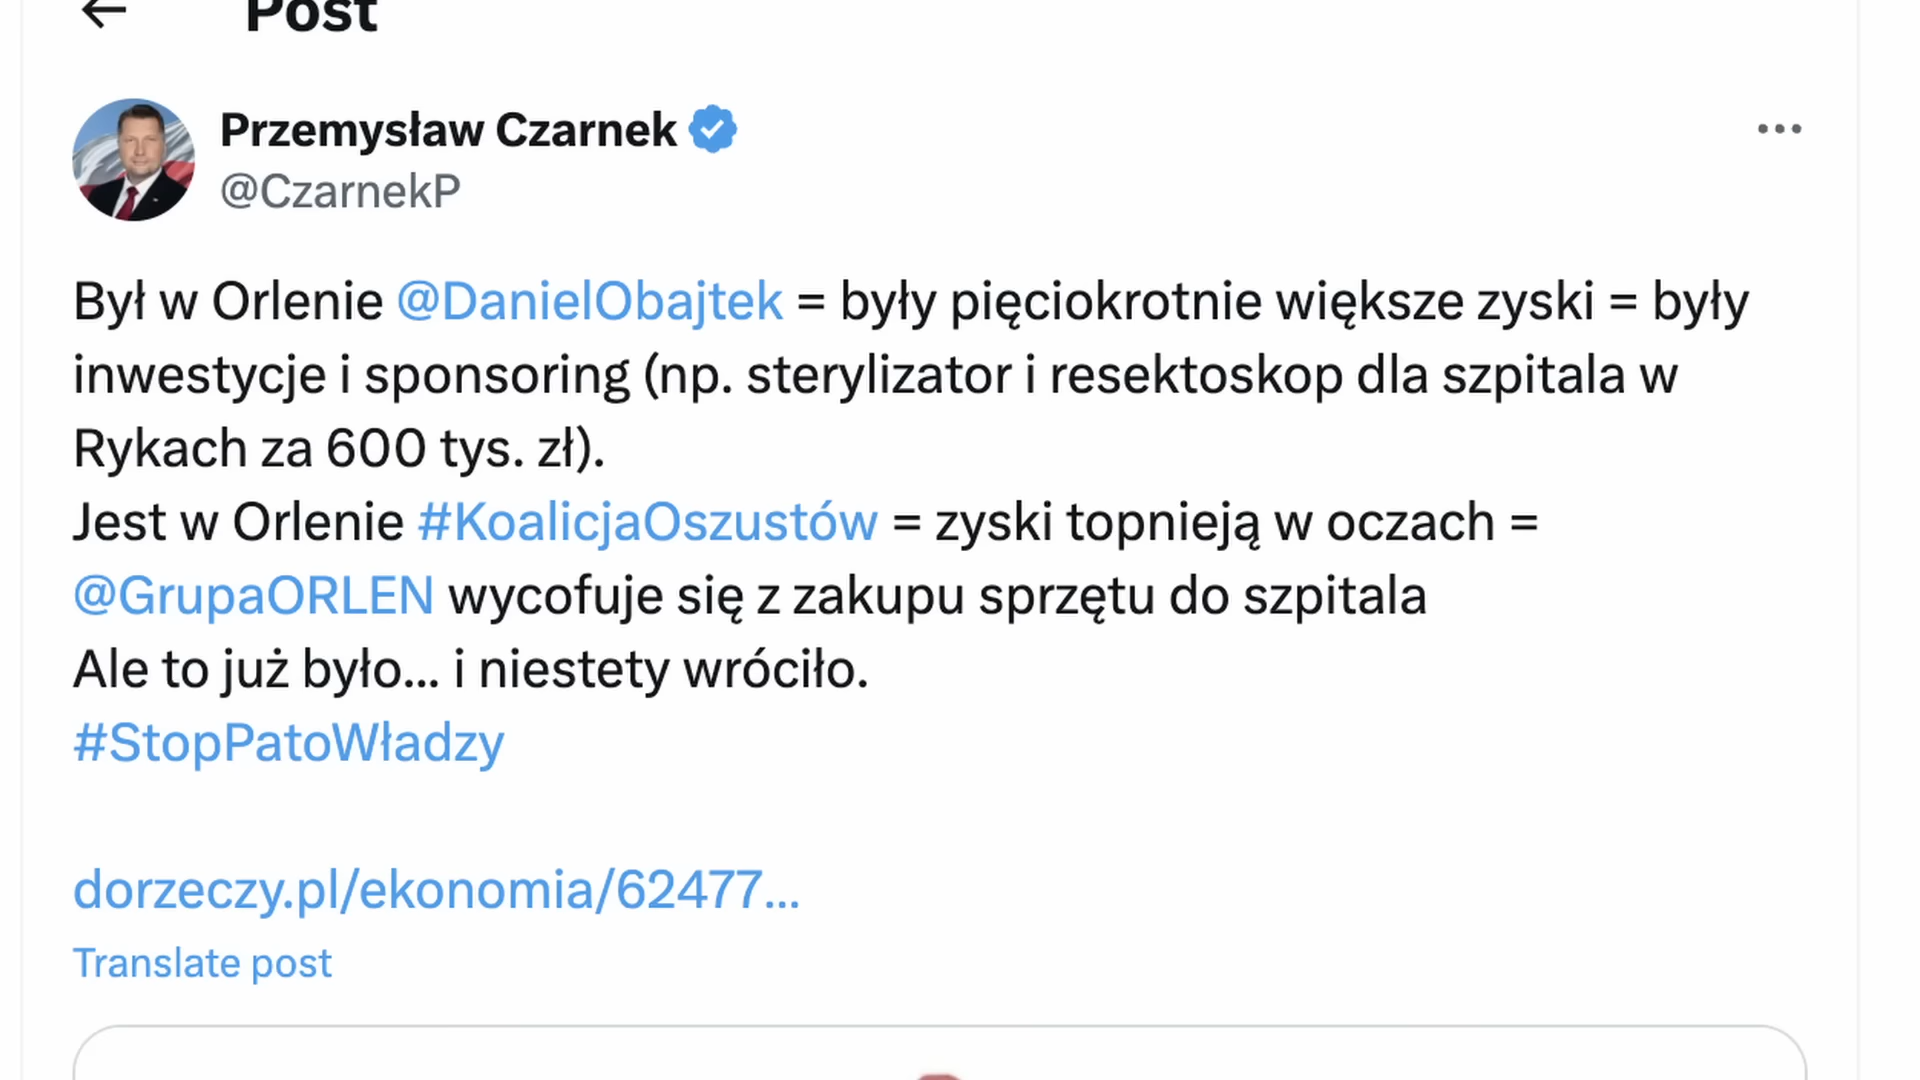 Post
Przemysław Czarnek
@CzarnekP
Był w Orlenie @DanielObajtek = były pięciokrotnie większe zyski = były
inwestycje i sponsoring (np. sterylizator i resektoskop dla szpitala w
Rykach za 600 tys. zł).
Jest w Orlenie #KoalicjaOszustów = zyski topnieją w oczach =
@GrupaORLEN wycofuje się z zakupu sprzętu do szpitala
Ale to już było... i niestety wróciło.
#StopPatoWładzy
dorzeczy.pl/ekonomia/62477...
Translate post